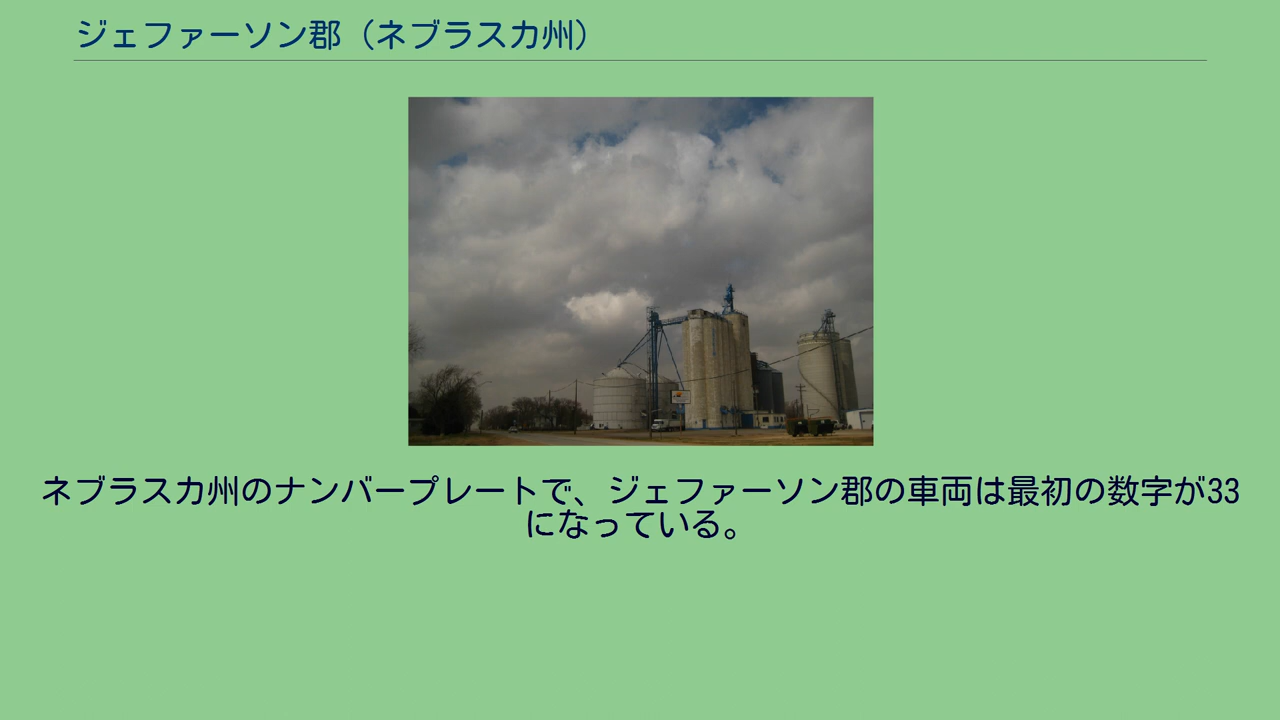 ジェファーソン郡（ネブラスカ州）
ネブラスカ州のナンバープレートで、ジェファーソン郡の車両は最初の数字が33
になっている。